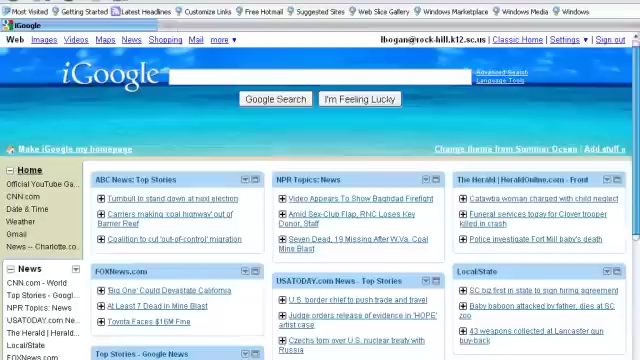 Most Visited Getting Started Latest Headlines Customize Links Free Hotmail Suggested Sites Web Slice Gallery Windows Marketplace Windows Media Windows
iGoogle
Web Images Videos Maps News Shopping Mail more
lbogan@rock-hill.k12.sc.us | Classic Home | Settings | Sign out
iGoogle
Advanced Search
Language Tools
Google Search I'm Feeling Lucky
Make iGoogle my homepage
Change theme from Summer Ocean | Add stuff »
Home
Official YouTube Ga...
CNN.com
Date & Time
Weather
Gmail
News -- Charlotte.co...
News
CNN.com - World
Top Stories - Googl...
NPR Topics: News
USATODAY.com News...
The Herald | Herald...
Local/State
FOXNews.com
ABC News: Top Stories
Turnbull to stand down at next election
Carriers making 'coal highway' out of
Barrier Reef
Coalition to cut 'out-of-control' migration
FOXNews.com
'Big One' Could Devastate California
At Least 7 Dead in Mine Blast
Toyota Faces $16M Fine
Top Stories - Google News
NPR Topics: News
Video Appears To Show Baghdad Firefight
Amid Sex-Club Flap, RNC Loses Key
Donor, Staff
Seven Dead, 19 Missing After W.Va. Coal
Mine Blast
USATODAY.com News - Top Stories
U.S. border chief to push trade and travel
Judge orders release of evidence in 'HOPE'
artist case
Czechs torn over U.S. nuclear treaty with
Russia
The Herald | HeraldOnline.com - Front
Catawba woman charged with child neglect
Funeral services today for Clover trooper
killed in crash
Police investigate Fort Mill baby's death
Local/State
SC big first in state to sign hiring agreement
Baby baboon attacked by father, dies at SC
zoo
43 weapons collected at Lancaster gun
buy-back